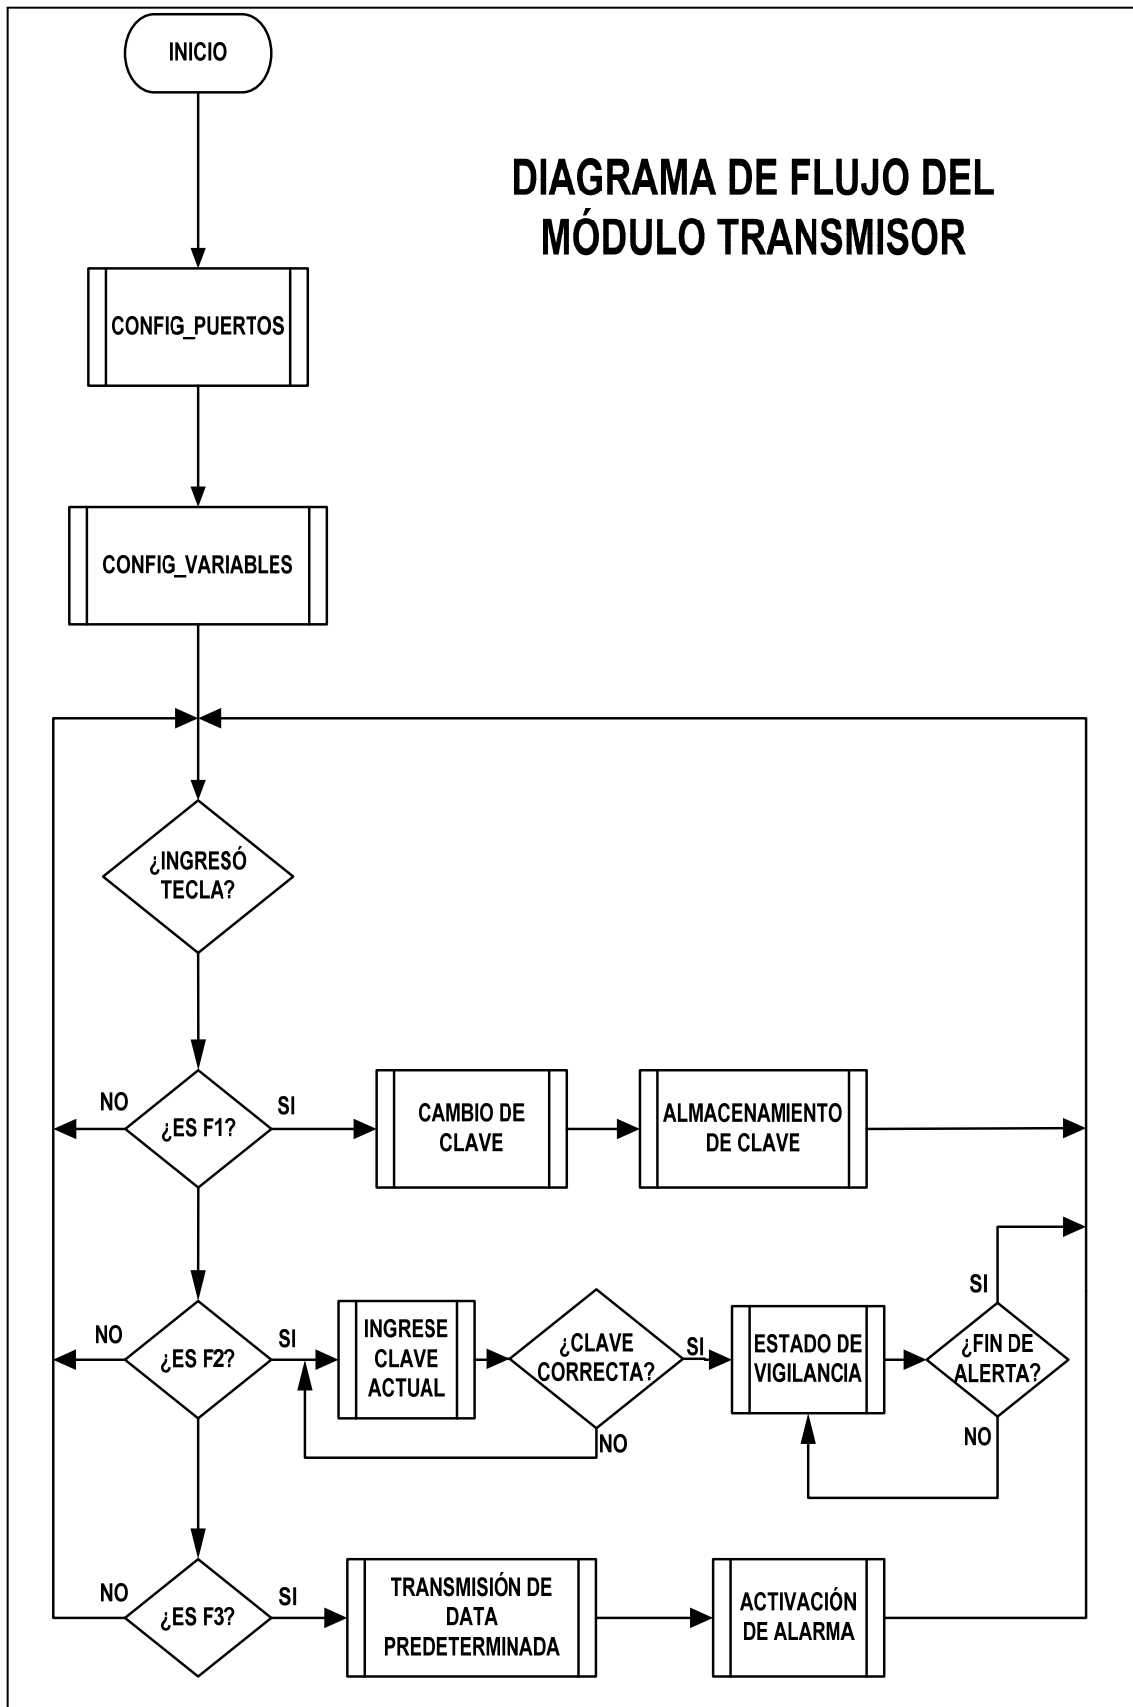 INICIO
DIAGRAMA DE FLUJO DEL
MÓDULO TRANSMISOR
CONFIG_PUERTOS
CONFIG_VARIABLES
¿INGRESÓ
TECLA?
NO
¿ES F1?
SI
CAMBIO DE
CLAVE
ALMACENAMIENTO
DE CLAVE
NO
¿ES F2?
SI
INGRESE
CLAVE
ACTUAL
¿CLAVE
CORRECTA?
SI
NO
ESTADO DE
VIGILANCIA
¿FIN DE
ALERTA?
SI
NO
NO
¿ES F3?
SI
TRANSMISIÓN DE
DATA
PREDETERMINADA
ACTIVACIÓN
DE ALARMA